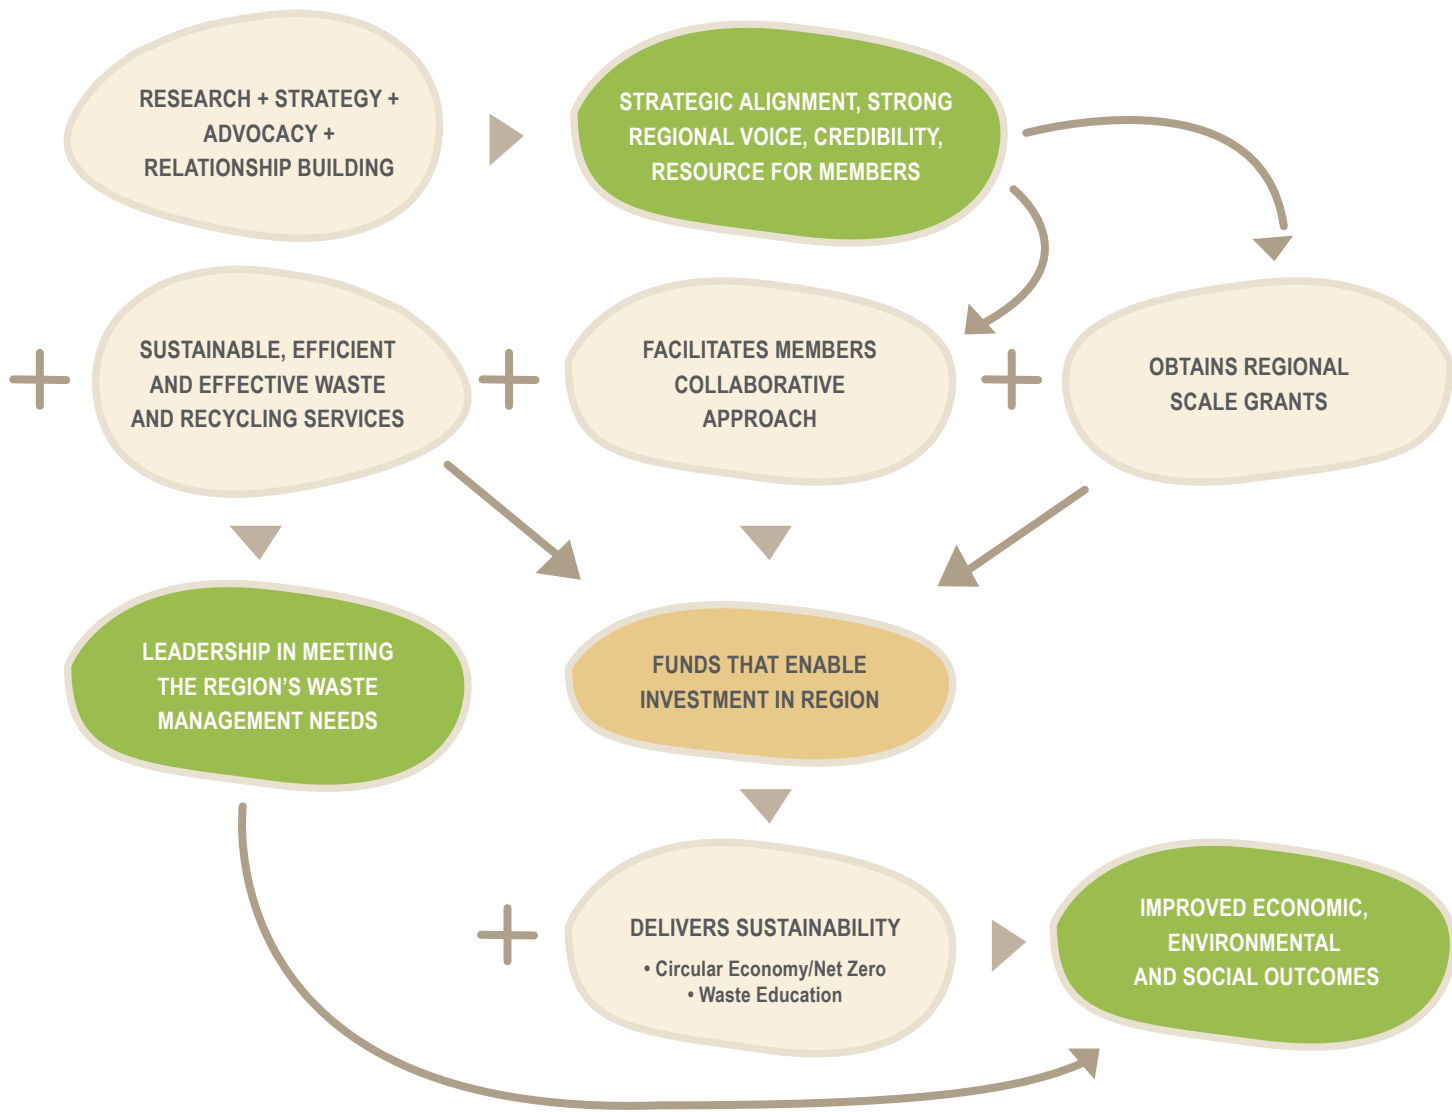 RESEARCH + STRATEGY +
ADVOCACY +
RELATIONSHIP BUILDING
STRATEGIC ALIGNMENT, STRONG
REGIONAL VOICE, CREDIBILITY,
RESOURCE FOR MEMBERS
SUSTAINABLE, EFFICIENT
AND EFFECTIVE WASTE
AND RECYCLING SERVICES
FACILITATES MEMBERS
COLLABORATIVE
APPROACH
OBTAINS REGIONAL
SCALE GRANTS
LEADERSHIP IN MEETING
THE REGION’S WASTE
MANAGEMENT NEEDS
FUNDS THAT ENABLE
INVESTMENT IN REGION
DELIVERS SUSTAINABILITY
• Circular Economy/Net Zero
• Waste Education
IMPROVED ECONOMIC,
ENVIRONMENTAL
AND SOCIAL OUTCOMES